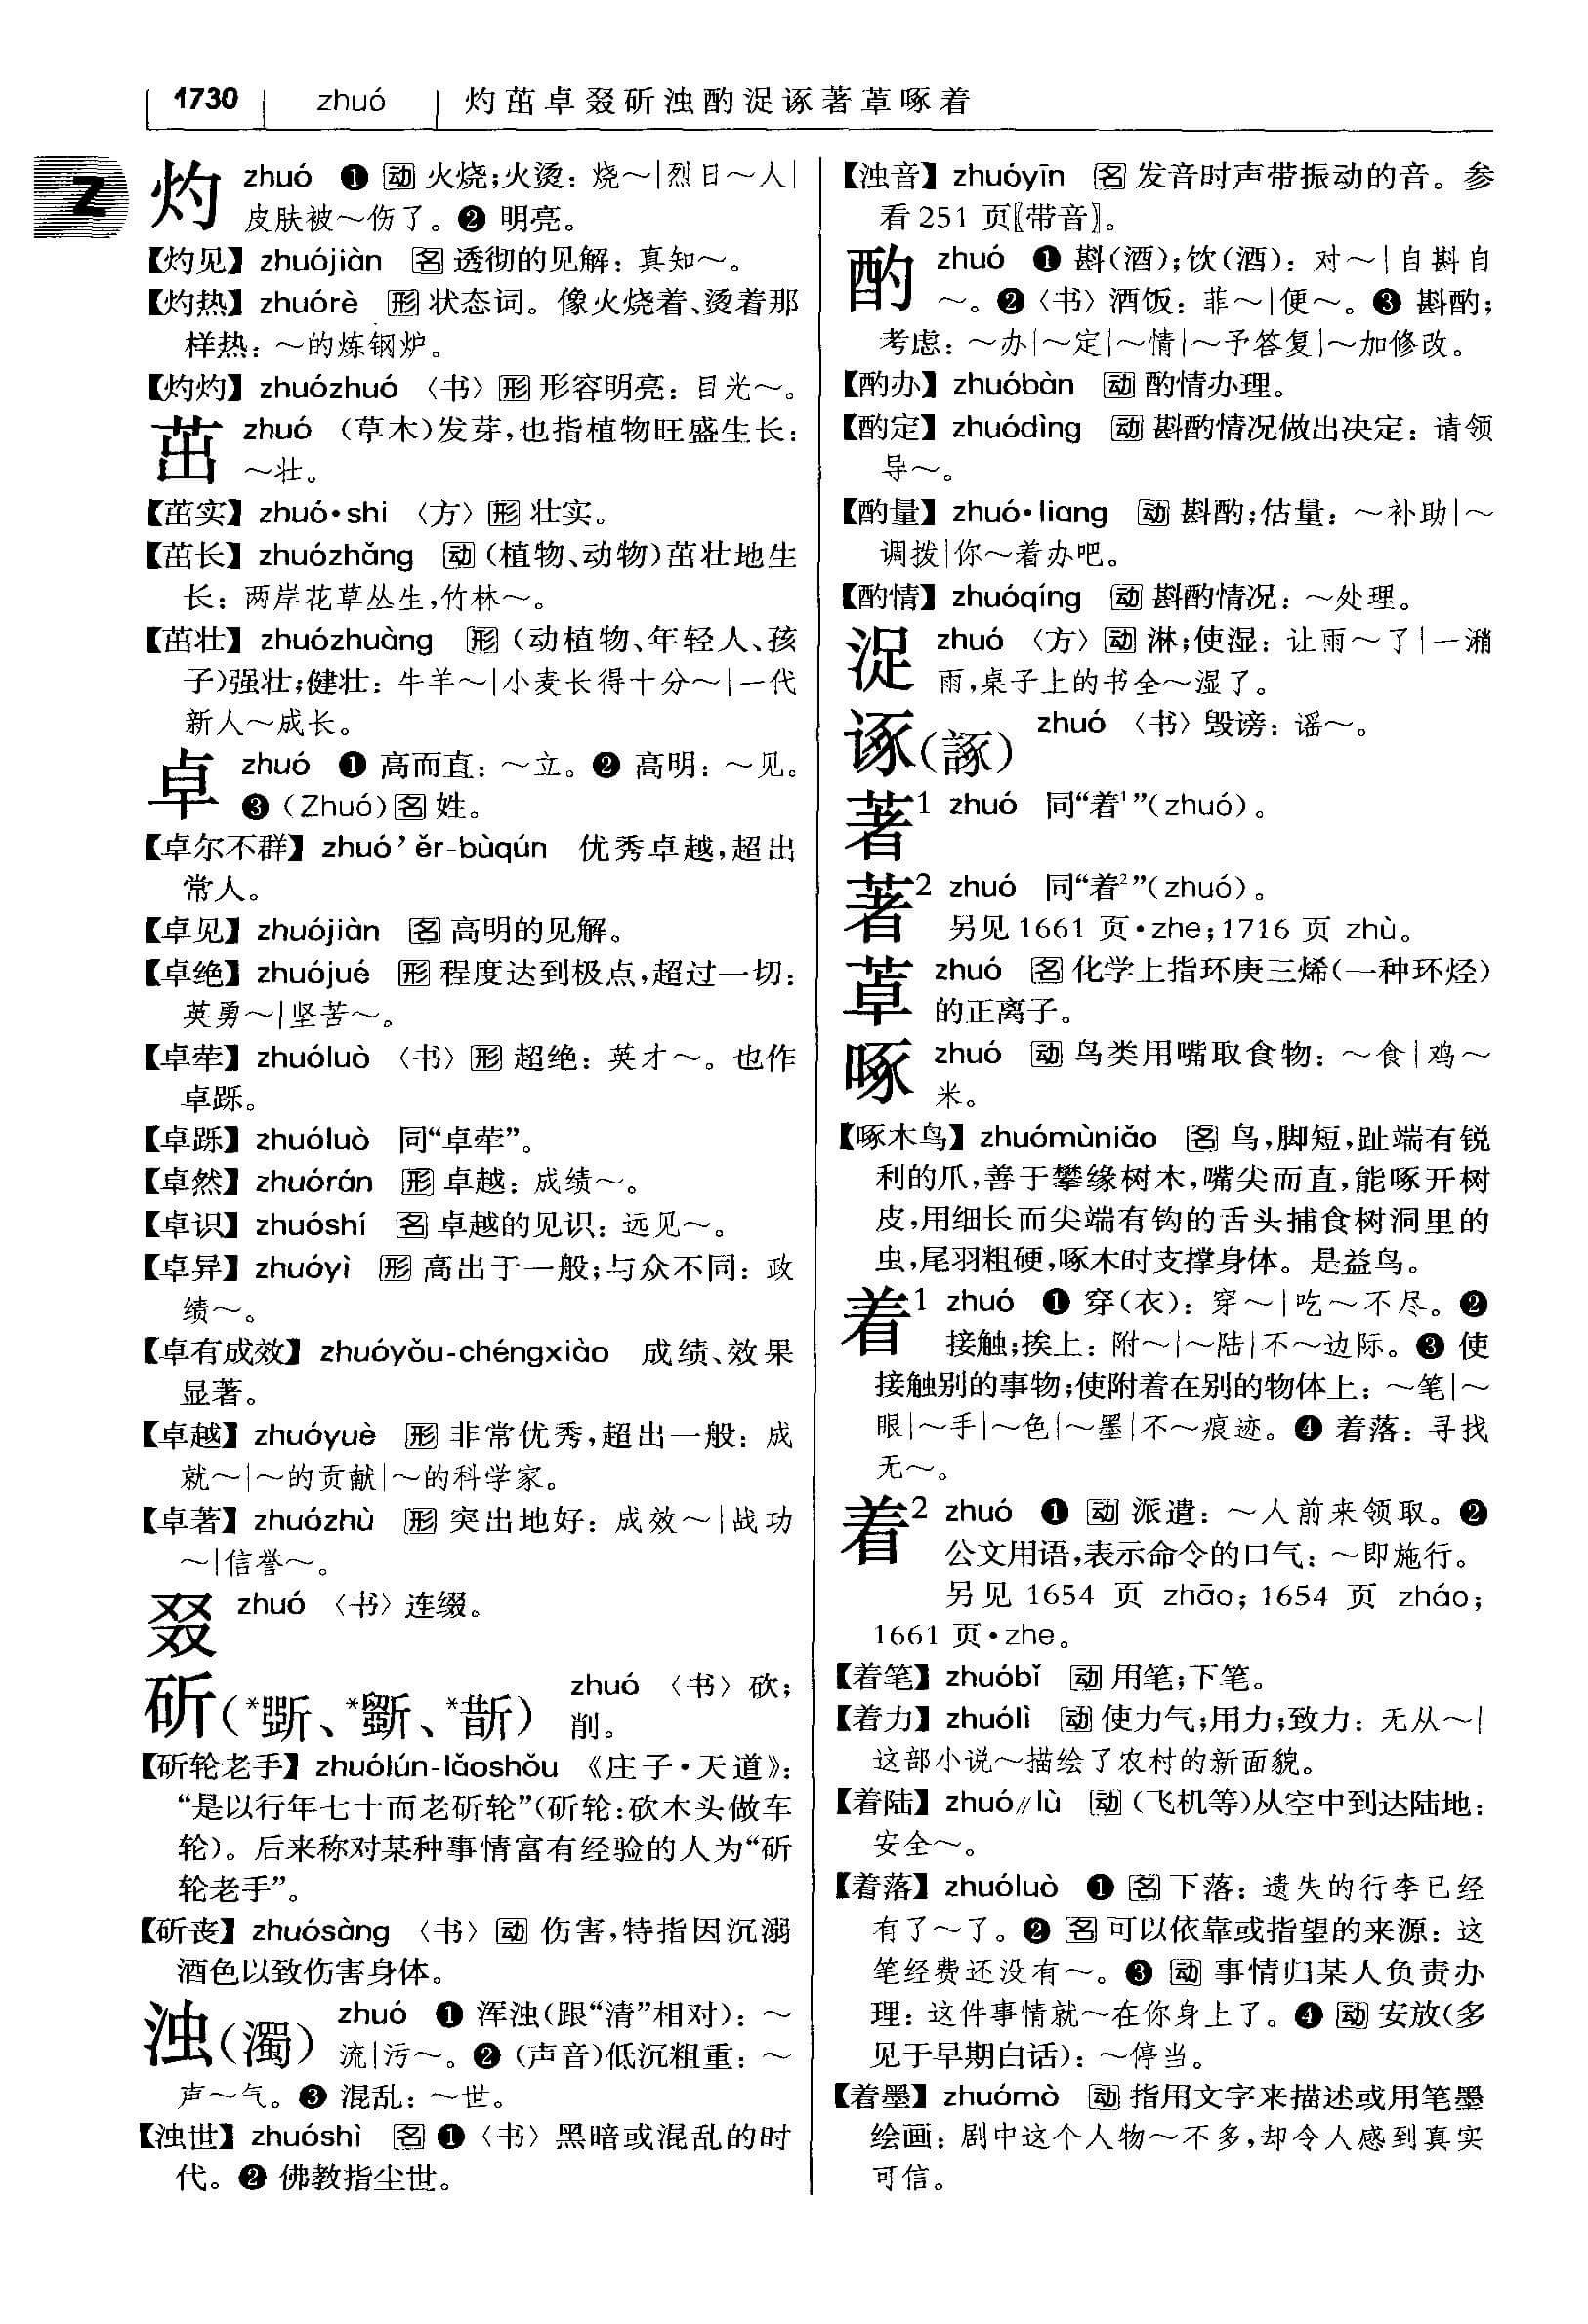 1730 zhuó 灼茁卓叕斫浊酌浞诼著䓬啄着
Z
灼 zhuó ❶ 动 火烧;火烫：烧～|烈日～人|
皮肤被～伤了。❷ 明亮。
【灼见】zhuójiàn 名 透彻的见解：真知～。
【灼热】zhuórè 形 状态词。像火烧着、烫着那
样热：～的炼钢炉。
【灼灼】zhuózhuó 〈书〉形 形容明亮：目光～。
茁 zhuó （草木）发芽,也指植物旺盛生长：
～壮。
【茁实】zhuó•shi 〈方〉形 壮实。
【茁长】zhuózhǎng 动（植物、动物）茁壮地生
长：两岸花草丛生,竹林～。
【茁壮】zhuózhuàng 形（动植物、年轻人、孩
子）强壮;健壮：牛羊～|小麦长得十分～|一代
新人～成长。
卓 zhuó ❶ 高而直：～立。❷ 高明：～见。
❸（Zhuó）名 姓。
【卓尔不群】zhuó’ěr-bùqún 优秀卓越,超出
常人。
【卓见】zhuójiàn 名 高明的见解。
【卓绝】zhuójué 形 程度达到极点,超过一切：
英勇～|坚苦～。
【卓荦】zhuóluò 〈书〉形 超绝：英才～。也作
卓跞。
【卓跞】zhuóluò 同“卓荦”。
【卓然】zhuórán 形 卓越：成绩～。
【卓识】zhuóshí 名 卓越的见识：远见～。
【卓异】zhuóyì 形 高出于一般;与众不同：政
绩～。
【卓有成效】zhuóyǒu-chéngxiào 成绩、效果
显著。
【卓越】zhuóyuè 形 非常优秀,超出一般：成
就～|～的贡献|～的科学家。
【卓著】zhuózhù 形 突出地好：成效～|战功
～|信誉～。
叕 zhuó 〈书〉连缀。
斫（*斲、*斵、*斮） zhuó 〈书〉砍;
削。
【斫轮老手】zhuólún-lǎoshǒu 《庄子•天道》：
“是以行年七十而老斫轮”（斫轮：砍木头做车
轮）。后来称对某种事情富有经验的人为“斫
轮老手”。
【斫丧】zhuósàng 〈书〉动 伤害,特指因沉溺
酒色以致伤害身体。
浊（濁） zhuó ❶ 浑浊（跟“清”相对）：～
流|污～。❷（声音）低沉粗重：～
声～气。❸ 混乱：～世。
【浊世】zhuóshì 名 ❶〈书〉黑暗或混乱的时
代。❷ 佛教指尘世。
【浊音】zhuóyīn 名 发音时声带振动的音。参
看 251 页〖带音〗。
酌 zhuó ❶ 斟（酒）;饮（酒）：对～|自斟自
～。❷〈书〉酒饭：菲～|便～。❸ 斟酌;
考虑：～办|～定|～情|～予答复|～加修改。
【酌办】zhuóbàn 动 酌情办理。
【酌定】zhuódìng 动 斟酌情况做出决定：请领
导～。
【酌量】zhuó•liang 动 斟酌;估量：～补助|～
调拨|你～着办吧。
【酌情】zhuóqíng 动 斟酌情况：～处理。
浞 zhuó 〈方〉动 淋;使湿：让雨～了|一潲
雨,桌子上的书全～湿了。
诼（諑） zhuó 〈书〉毁谤：谣～。
著1 zhuó 同“着1”（zhuó）。
著2 zhuó 同“着2”（zhuó）。
另见 1661 页•zhe;1716 页 zhù。
䓬 zhuó 名 化学上指环庚三烯（一种环烃）
的正离子。
啄 zhuó 动 鸟类用嘴取食物：～食|鸡～
米。
【啄木鸟】zhuómùniǎo 名 鸟,脚短,趾端有锐
利的爪,善于攀缘树木,嘴尖而直,能啄开树
皮,用细长而尖端有钩的舌头捕食树洞里的
虫,尾羽粗硬,啄木时支撑身体。是益鸟。
着1 zhuó ❶ 穿（衣）：穿～|吃～不尽。❷
接触;挨上：附～|～陆|不～边际。❸ 使
接触别的事物;使附着在别的物体上：～笔|～
眼|～手|～色|～墨|不～痕迹。❹ 着落：寻找
无～。
着2 zhuó ❶ 动 派遣：～人前来领取。❷
公文用语,表示命令的口气：～即施行。
另见 1654 页 zhāo;1654 页 zháo;
1661 页•zhe。
【着笔】zhuóbǐ 动 用笔;下笔。
【着力】zhuólì 动 使力气;用力;致力：无从～|
这部小说～描绘了农村的新面貌。
【着陆】zhuó∥lù 动（飞机等）从空中到达陆地：
安全～。
【着落】zhuóluò ❶ 名 下落：遗失的行李已经
有了～了。❷ 名 可以依靠或指望的来源：这
笔经费还没有～。❸ 动 事情归某人负责办
理：这件事情就～在你身上了。❹ 动 安放（多
见于早期白话）：～停当。
【着墨】zhuómò 动 指用文字来描述或用笔墨
绘画：剧中这个人物～不多,却令人感到真实
可信。